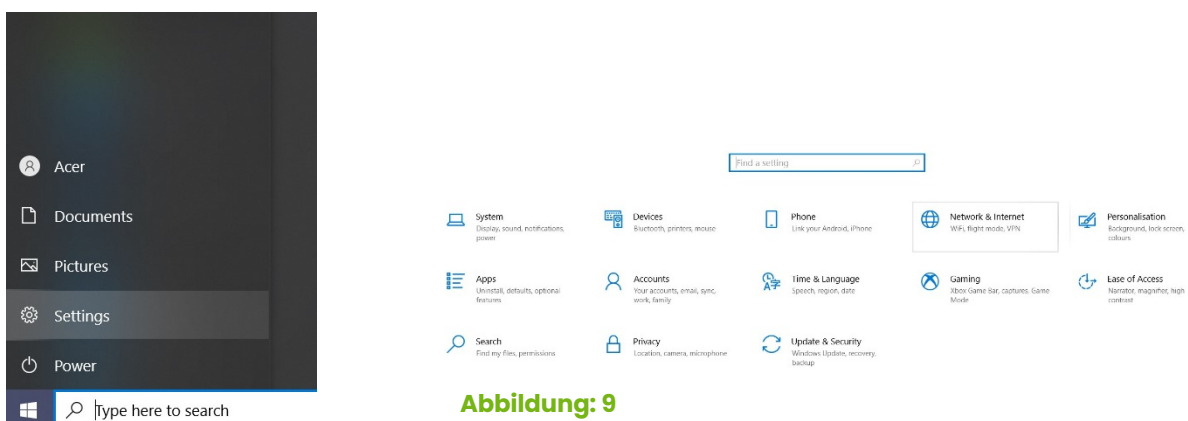 Acer
Documents
Pictures
Settings
Power
Type here to search
Find a setting
System
Display, sound, notifications,
power
Devices
Bluetooth, printers, mouse
Phone
Link your Android, iPhone
Network & Internet
WiFi, flight mode, VPN
Personalisation
Background, lock screen,
colours
Apps
Uninstall, defaults, optional
features
Accounts
Your accounts, email, sync,
work, family
Time & Language
Speech, region, date
Gaming
Xbox Game Bar, captures, Game
Mode
Ease of Access
Narrator, magnifier, high
contrast
Search
Find my files, permissions
Privacy
Location, camera, microphone
Update & Security
Windows Update, recovery,
backup
Abbildung: 9